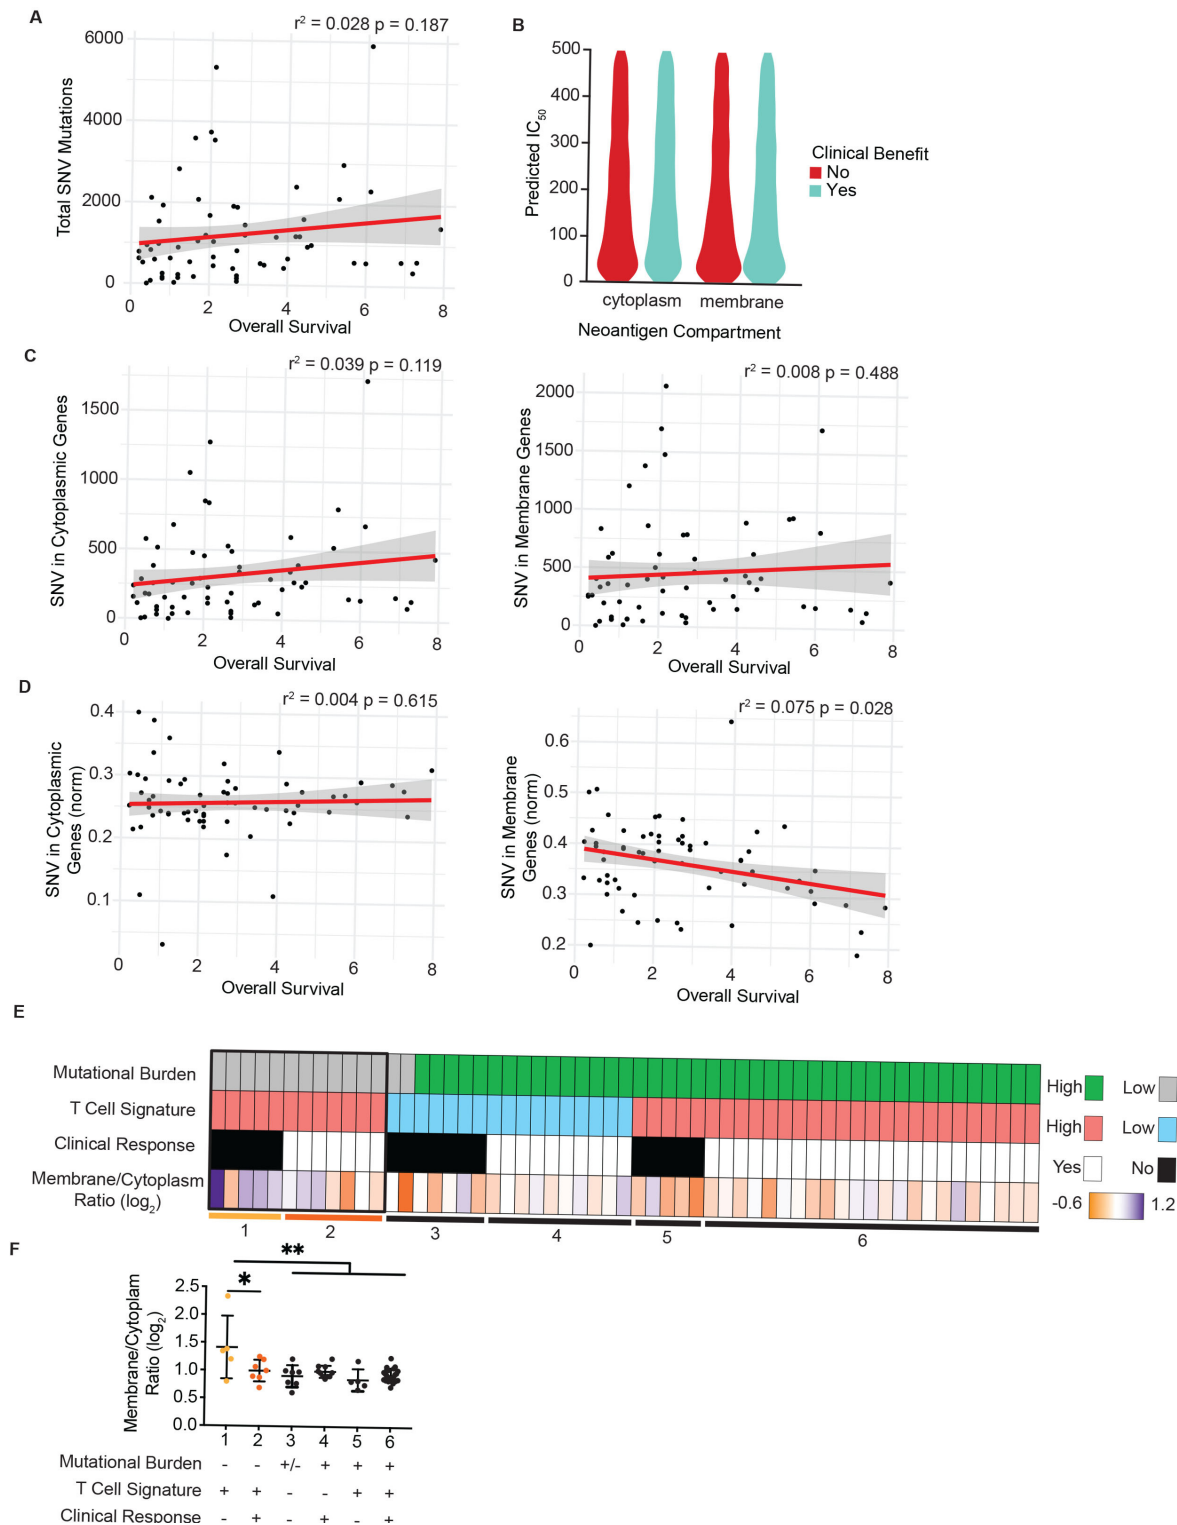 A
r² = 0.028 p = 0.187
6000
4000
2000
0
Total SNV Mutations
2 4 6 8
Overall Survival
B
500
400
300
200
100
0
Predicted IC₅₀
cytoplasm membrane
Neoantigen Compartment
Clinical Benefit
No
Yes
C
r² = 0.039 p = 0.119
1500
1000
500
0
SNV in Cytoplasmic Genes
0 2 4 6 8
Overall Survival
r² = 0.008 p = 0.488
2000
1500
1000
500
0
SNV in Membrane Genes
0 2 4 6 8
Overall Survival
D
r² = 0.004 p = 0.615
0.4
0.3
0.2
0.1
SNV in Cytoplasmic
Genes (norm)
0 2 4 6 8
Overall Survival
r² = 0.075 p = 0.028
0.6
0.5
0.4
0.3
0.2
SNV in Membrane
Genes (norm)
0 2 4 6 8
Overall Survival
E
Mutational Burden
High Low
T Cell Signature
High Low
Clinical Response
Yes No
Membrane/Cytoplasm
Ratio (log₂)
-0.6 1.2
1 2 3 4 5 6
F
**
*
2.5
2.0
1.5
1.0
0.5
0.0
Membrane/Cytoplam
Ratio (log₂)
1 2 3 4 5 6
Mutational Burden - - +/- + + +
T Cell Signature + + - - + +
Clinical Response - + - + - +